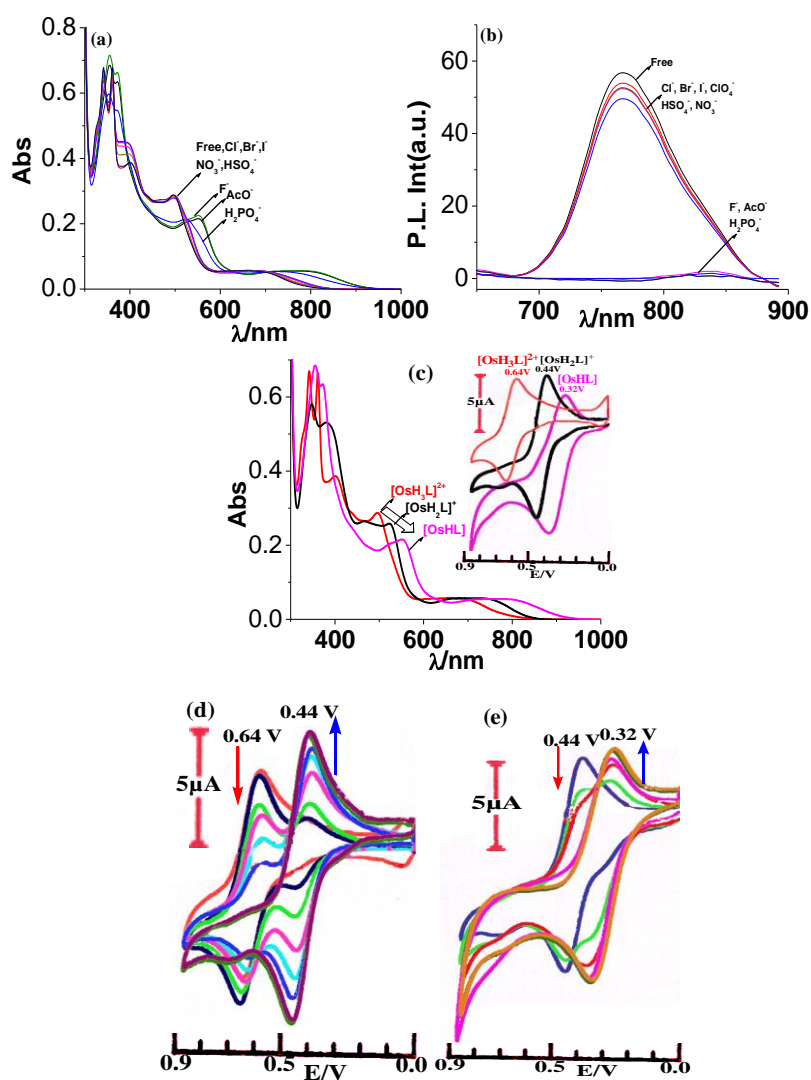 (a)
Abs
0.8
0.6
0.4
0.2
0.0
400 600 800 1000
λ/nm
Free,Cl⁻,Br⁻,I⁻
NO₃⁻,HSO₄⁻
F⁻
AcO⁻
H₂PO₄⁻
(b)
P.L. Int(a.u.)
60
40
20
0
700 800 900
λ/nm
Free
Cl⁻, Br⁻, I⁻, ClO₄⁻
HSO₄⁻, NO₃⁻
F⁻, AcO⁻
H₂PO₄⁻
(c)
Abs
0.6
0.4
0.2
0.0
400 600 800 1000
λ/nm
[OsH₃L]²⁺
[OsH₂L]⁺
[OsHL]
[OsH₃L]²⁺[OsH₂L]⁺
0.64V 0.44V
[OsHL]
0.32V
5µA
0.9 0.5 0.0
E/V
(d)
0.64 V 0.44 V
5µA
0.9 0.5 0.0
E/V
(e)
0.44 V 0.32 V
5µA
0.9 0.5 0.0
E/V